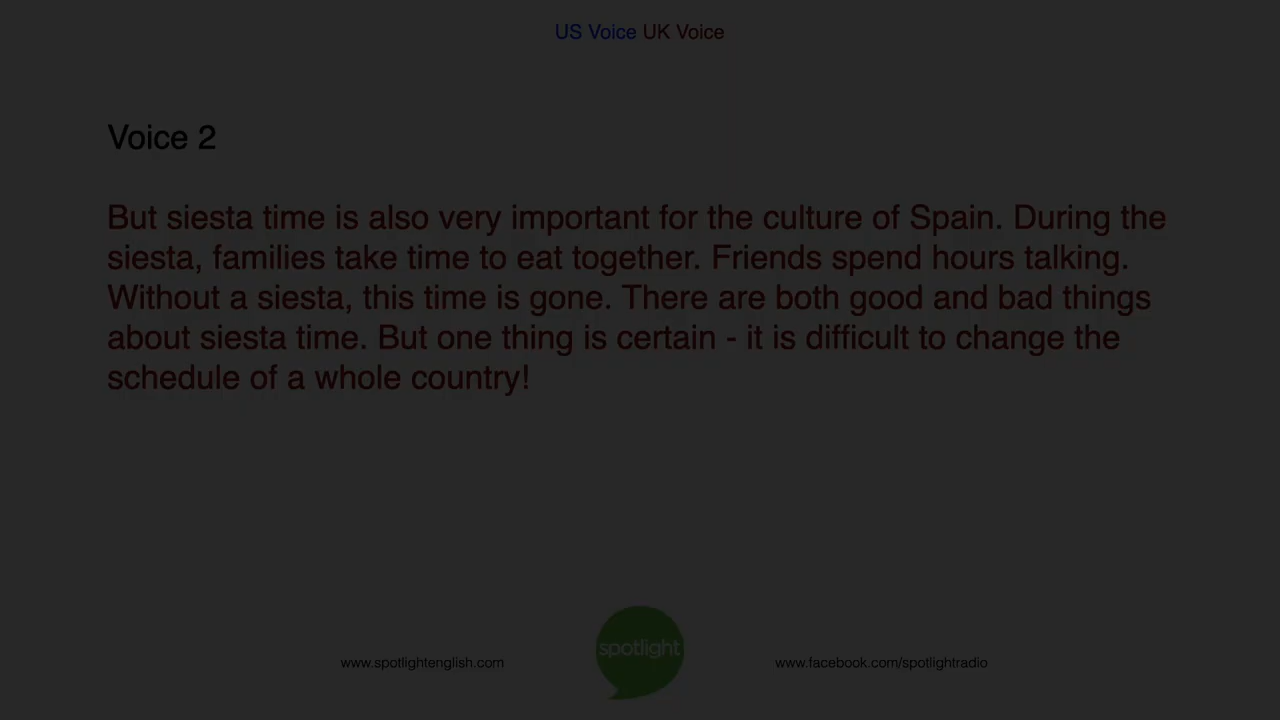 US Voice UK Voice
Voice 2
But siesta time is also very important for the culture of Spain. During the
siesta, families take time to eat together. Friends spend hours talking.
Without a siesta, this time is gone. There are both good and bad things
about siesta time. But one thing is certain - it is difficult to change the
schedule of a whole country!
spotlight
www.spotlightenglish.com
www.facebook.com/spotlightradio